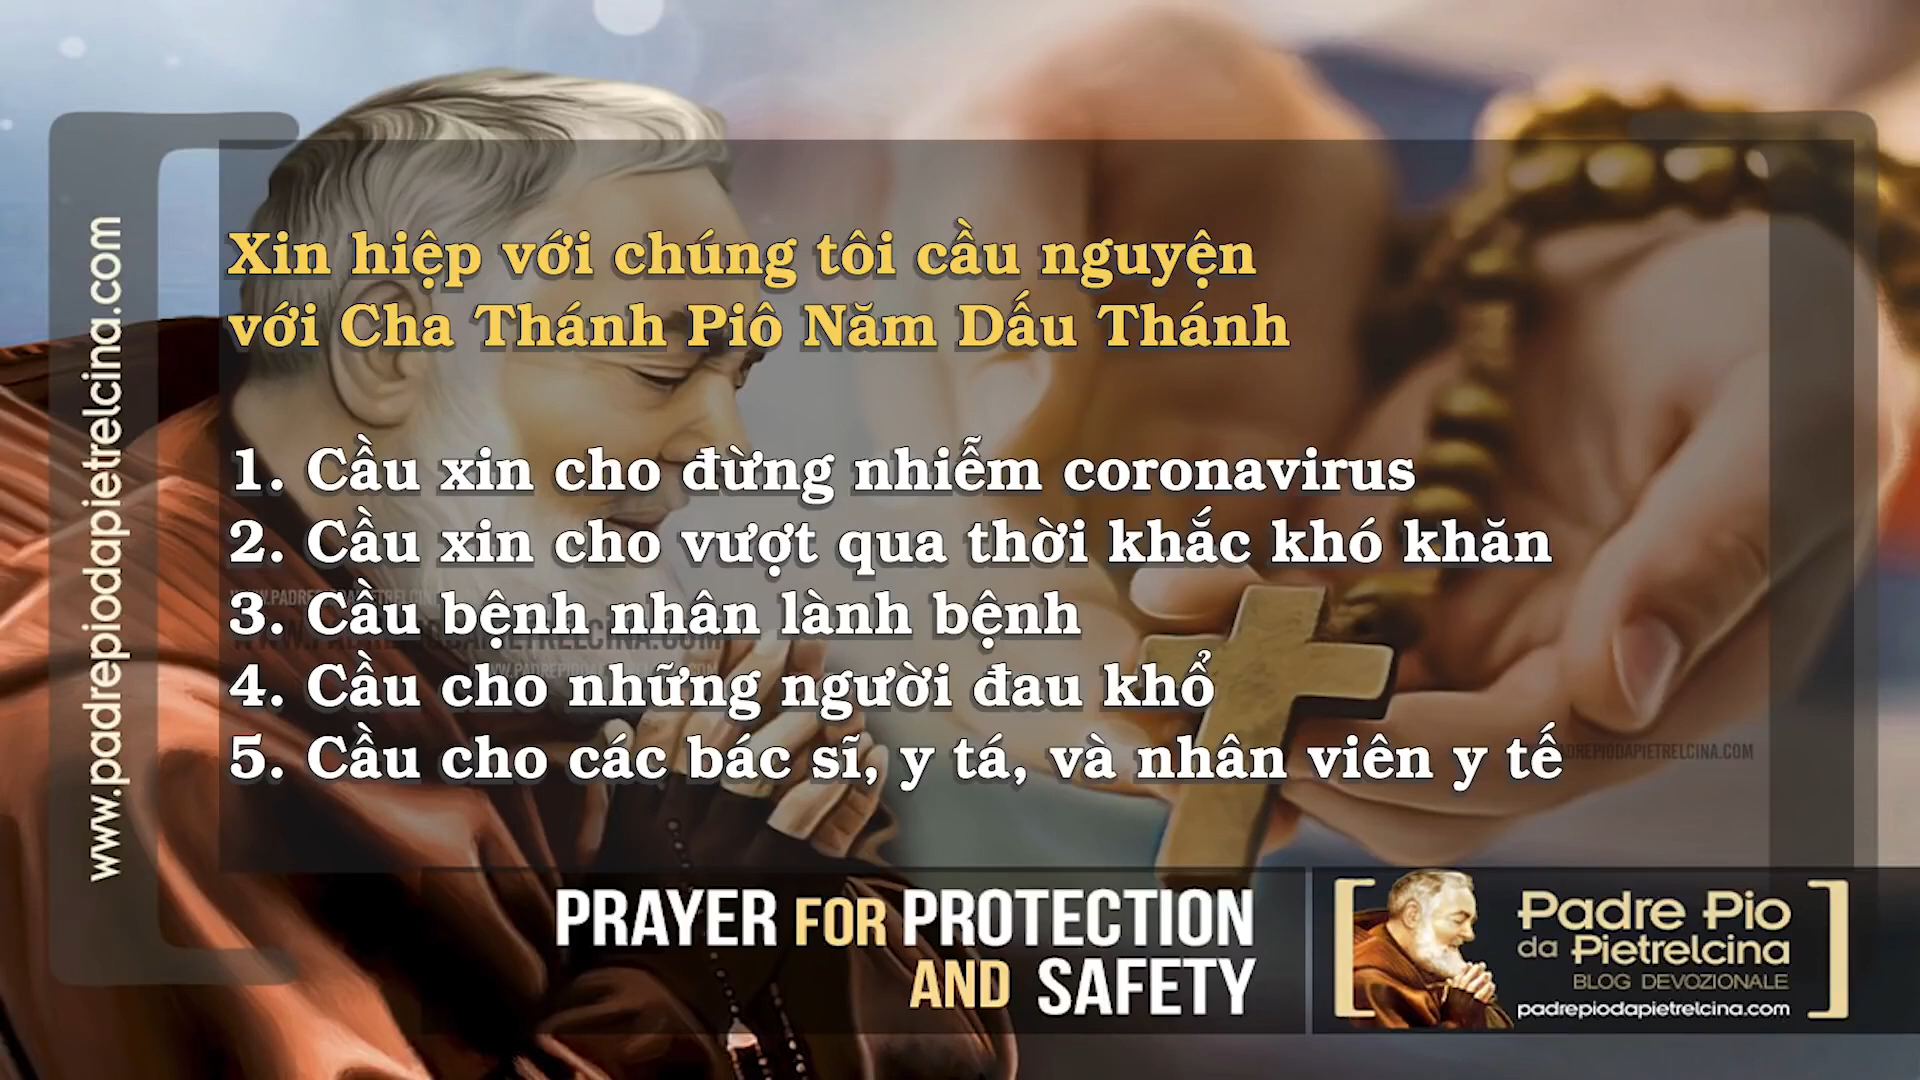 Xin hiệp với chúng tôi cầu nguyện
với Cha Thánh Piô Năm Dấu Thánh
1. Cầu xin cho đừng nhiễm coronavirus
2. Cầu xin cho vượt qua thời khắc khó khăn
3. Cầu bệnh nhân lành bệnh
4. Cầu cho những người đau khổ
5. Cầu cho các bác sĩ, y tá, và nhân viên y tế
www.padrepiodapietrelcina.com
PRAYER FOR PROTECTION
AND SAFETY
Padre Pio
da Pietrelcina
BLOG DEVOZIONALE
padrepiodapietrelcina.com